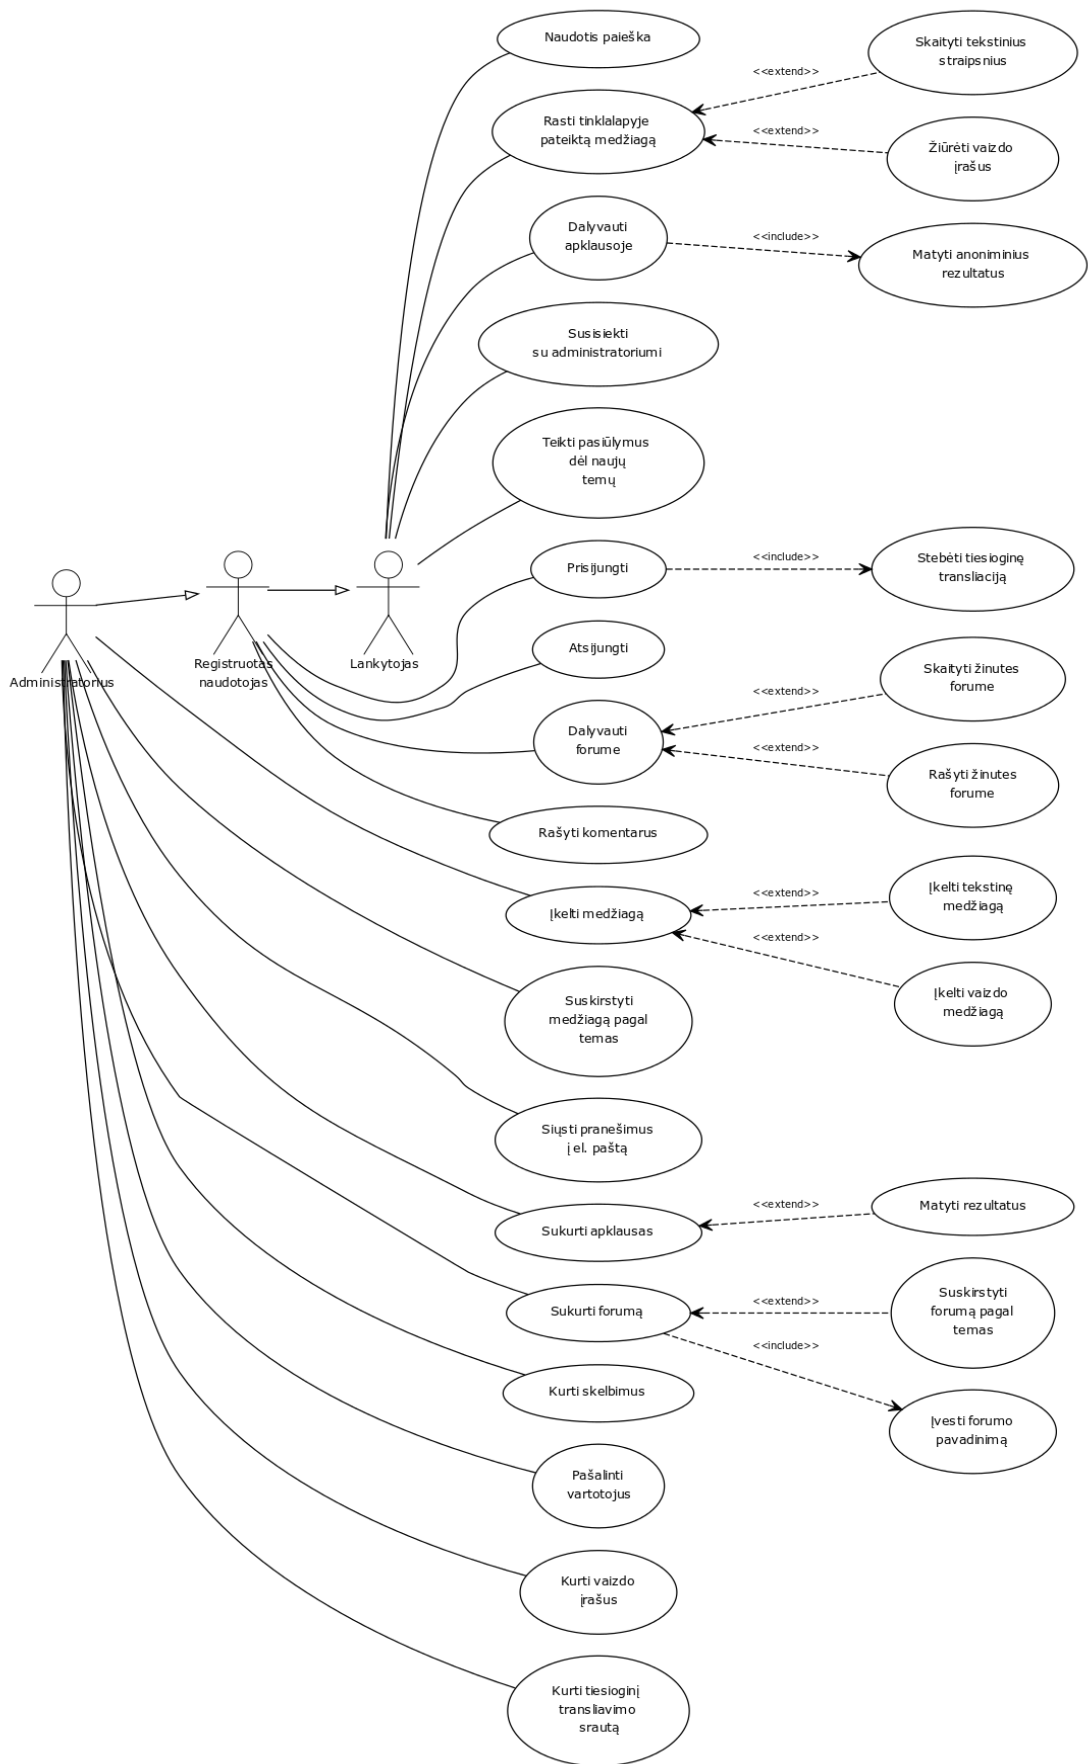 Naudotis paieška
Skaityti tekstinius
straipsnius
<<extend>>
Rasti tinklalapyje
pateiktą medžiagą
<<extend>>
Žiūrėti vaizdo
įrašus
Dalyvauti
apklausoje
<<include>>
Matyti anoniminius
rezultatus
Susisiekti
su administratoriumi
Teikti pasiūlymus
dėl naujų
temų
Prisijungti
<<include>>
Stebėti tiesioginę
transliaciją
Administratorius
Registruotas
naudotojas
Lankytojas
Atsijungti
Skaityti žinutes
forume
<<extend>>
Dalyvauti
forume
<<extend>>
Rašyti žinutes
forume
Rašyti komentarus
Įkelti medžiagą
<<extend>>
Įkelti tekstinę
medžiagą
<<extend>>
Įkelti vaizdo
medžiagą
Suskirstyti
medžiagą pagal
temas
Siųsti pranešimus
į el. paštą
Sukurti apklausas
<<extend>>
Matyti rezultatus
Sukurti forumą
<<extend>>
Suskirstyti
forumą pagal
temas
<<include>>
Įvesti forumo
pavadinimą
Kurti skelbimus
Pašalinti
vartotojus
Kurti vaizdo
įrašus
Kurti tiesioginį
transliavimo
srautą